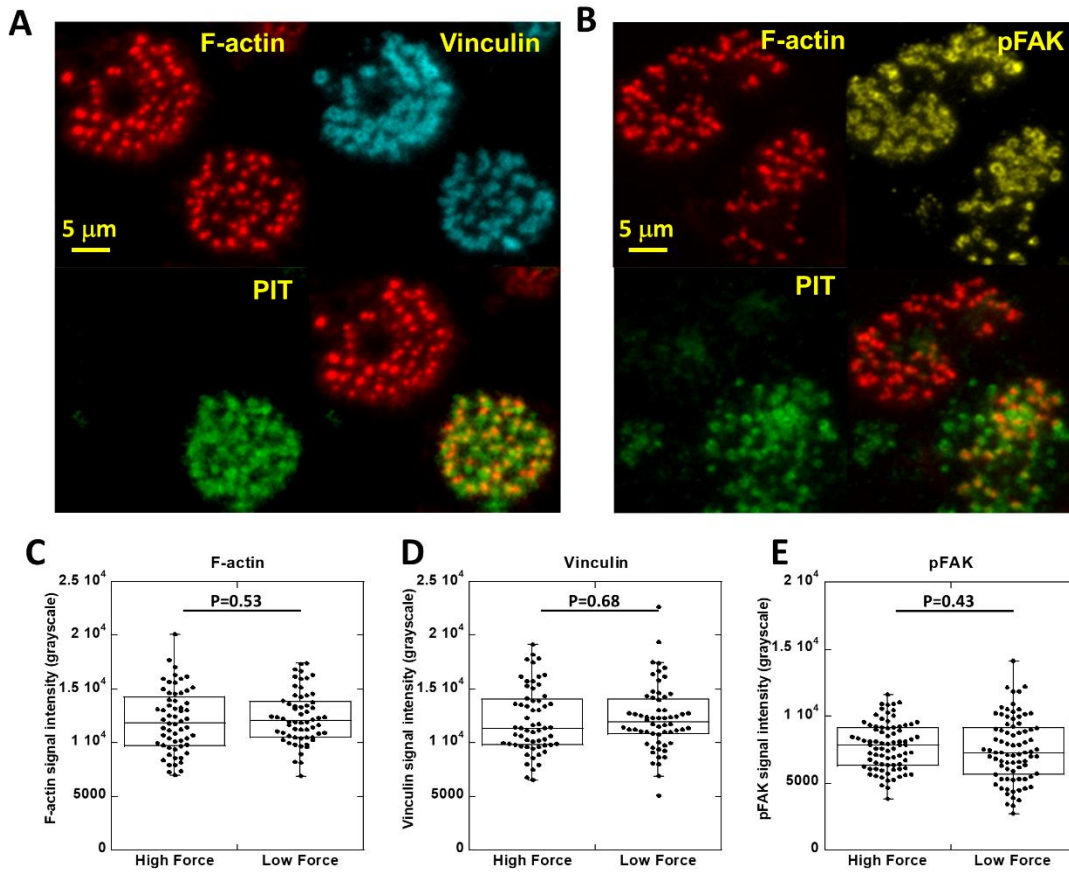 A
F-actin
Vinculin
5 μm
PIT
B
F-actin
pFAK
5 μm
PIT
C
F-actin
F-actin signal intensity (grayscale)
2.5 10⁴
2 10⁴
1.5 10⁴
1 10⁴
5000
0
P=0.53
High Force
Low Force
D
Vinculin
Vinculin signal intensity (grayscale)
2.5 10⁴
2 10⁴
1.5 10⁴
1 10⁴
5000
0
P=0.68
High Force
Low Force
E
pFAK
pFAK signal intensity (grayscale)
2 10⁴
1.5 10⁴
1 10⁴
5000
0
P=0.43
High Force
Low Force